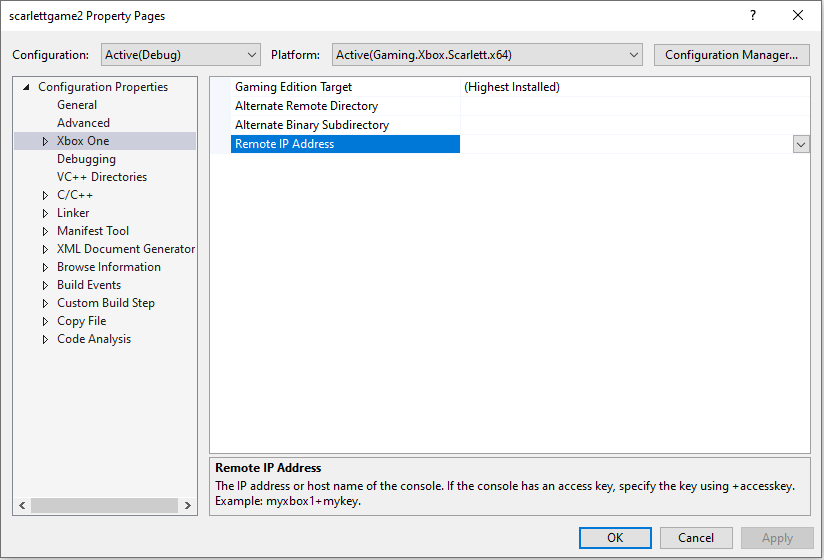 scarlettgame2 Property Pages
Configuration: Active(Debug) Platform: Active(Gaming.Xbox.Scarlett.x64) Configuration Manager...
Configuration Properties
General
Advanced
Xbox One
Debugging
VC++ Directories
C/C++
Linker
Manifest Tool
XML Document Generator
Browse Information
Build Events
Custom Build Step
Copy File
Code Analysis
Gaming Edition Target (Highest Installed)
Alternate Remote Directory
Alternate Binary Subdirectory
Remote IP Address
Remote IP Address
The IP address or host name of the console. If the console has an access key, specify the key using +accesskey.
Example: myxbox1+mykey.
OK Cancel Apply